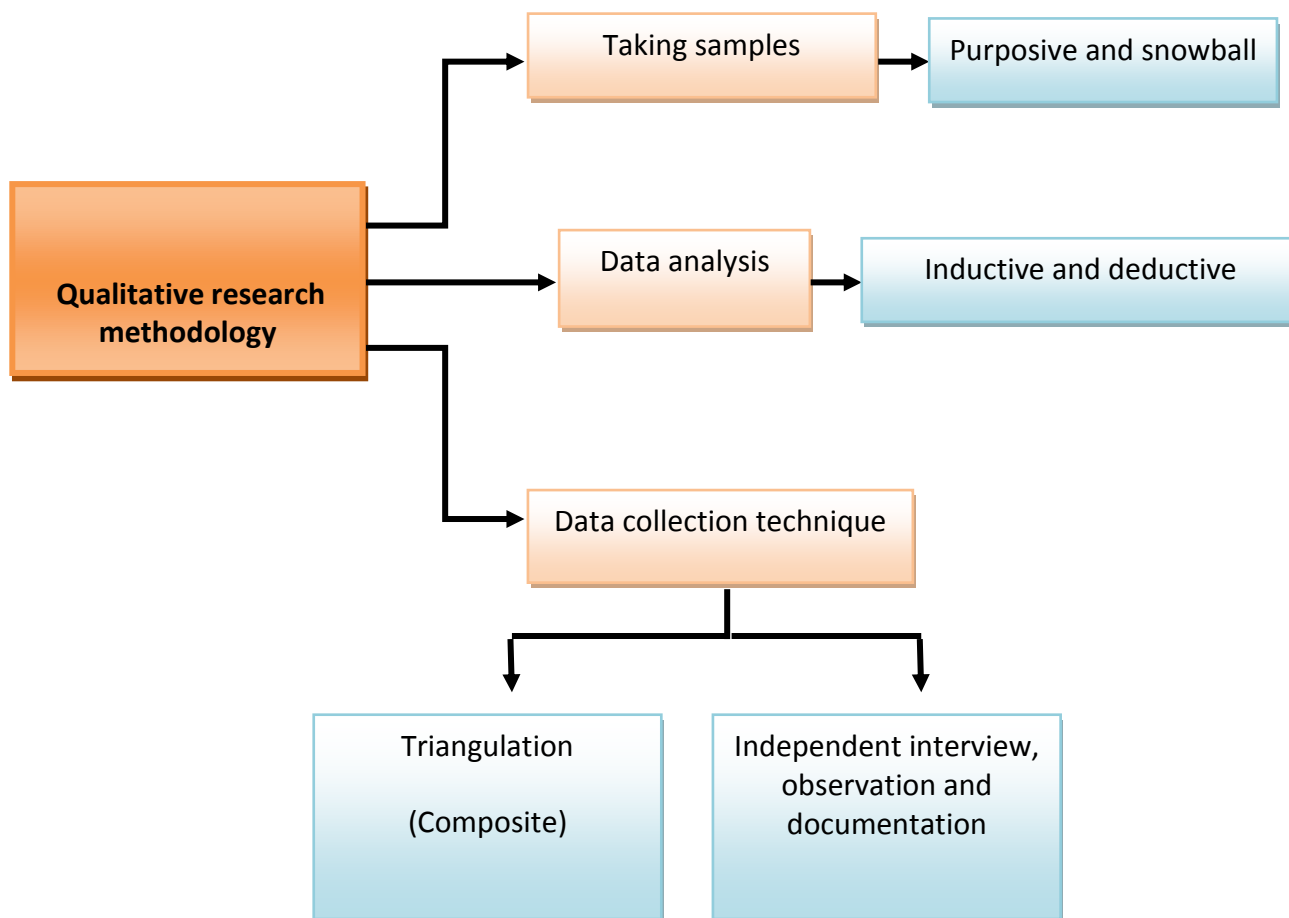 Taking samples
Purposive and snowball
Qualitative research
methodology
Data analysis
Inductive and deductive
Data collection technique
Triangulation
(Composite)
Independent interview,
observation and
documentation